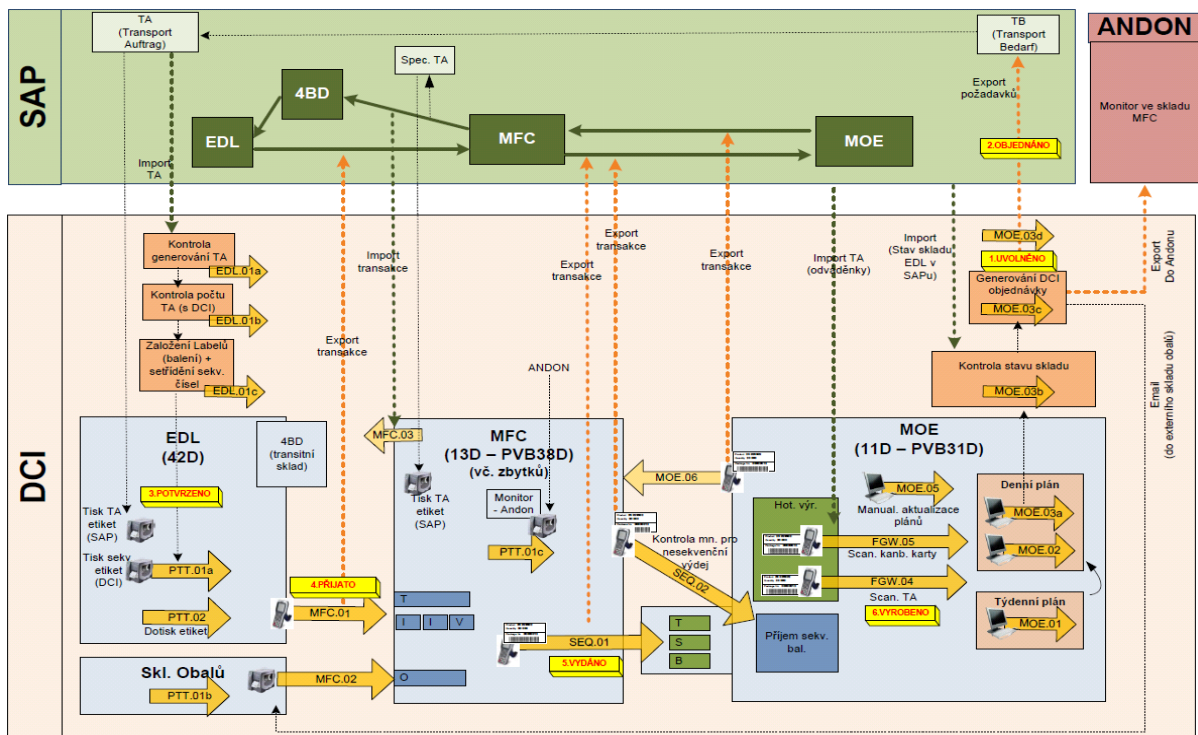 SAP
TA
(Transport
Auftrag)
TB
(Transport
Bedarf)
ANDON
Monitor ve skladu
MFC
Spec. TA
4BD
EDL
MFC
MOE
Export
požadavků
2.OBJEDNÁNO
Import
TA
DCI
Kontrola
generování TA
EDL.01a
Kontrola počtu
TA (s DCI)
EDL.01b
Založení Labelů
(balení) +
setřídění sekv.
čísel
EDL.01c
Export
transakce
Import
transakce
Export
transakce
Export
transakce
Export
transakce
Import TA
(odváděnky)
Import
(Stav skladu
EDL v
SAPu)
MOE.03d
1.UVOLNĚNO
Generování DCI
objednávky
MOE.03c
Export
Do Andonu
Kontrola stavu skladu
MOE.03b
Email
(do externího skladu obalů)
ANDON
EDL
(42D)
4BD
(transitní
sklad)
3.POTVRZENO
Tisk TA
etiket
(SAP)
Tisk sekv.
etiket
(DCI)
PTT.01a
PTT.02
Dotisk etiket
4.PŘIJATO
MFC.01
Skl. Obalů
PTT.01b
MFC.02
MFC.03
MFC
(13D – PVB38D)
(vč. zbytků)
Tisk TA
etiket
(SAP)
Monitor
- Andon
PTT.01c
T
I
I
V
O
SEQ.01
5.VYDÁNO
Kontrola mn. pro
nesekvenční
výdej
SEQ.02
MOE.06
T
S
B
MOE
(11D – PVB31D)
Hot. výr.
MOE.05
Manual. aktualizace
plánů
FGW.05
Scan. kanb. karty
FGW.04
Scan. TA
6.VYROBENO
Příjem sekv.
bal.
Denní plán
MOE.03a
MOE.02
Týdenní plán
MOE.01